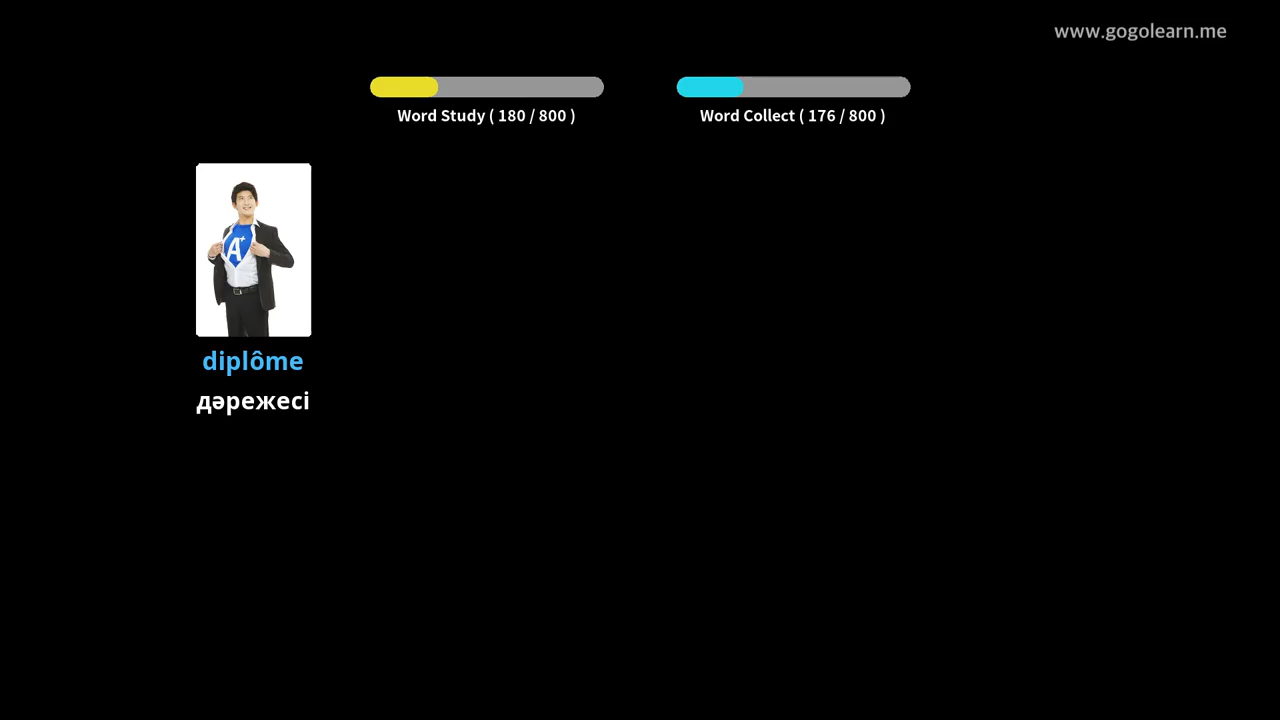 www.gogolearn.me
Word Study ( 180 / 800 )
Word Collect ( 176 / 800 )
A+
diplôme
дәрежесі